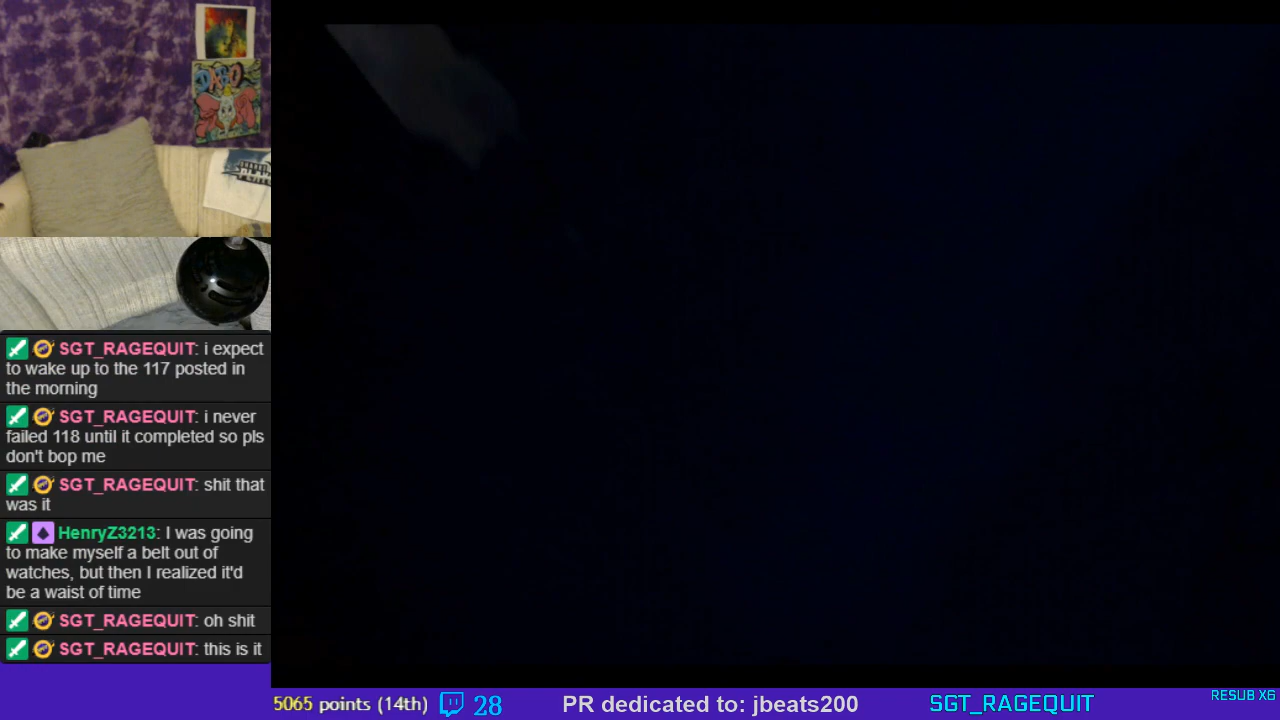 DABO
SGT_RAGEQUIT: i expect
to wake up to the 117 posted in
the morning
SGT_RAGEQUIT: i never
failed 118 until it completed so pls
don't bop me
SGT_RAGEQUIT: shit that
was it
HenryZ3213: I was going
to make myself a belt out of
watches, but then I realized it'd
be a waist of time
SGT_RAGEQUIT: oh shit
SGT_RAGEQUIT: this is it
5065 points (14th) 28 PR dedicated to: jbeats200 SGT_RAGEQUIT RESUB X6